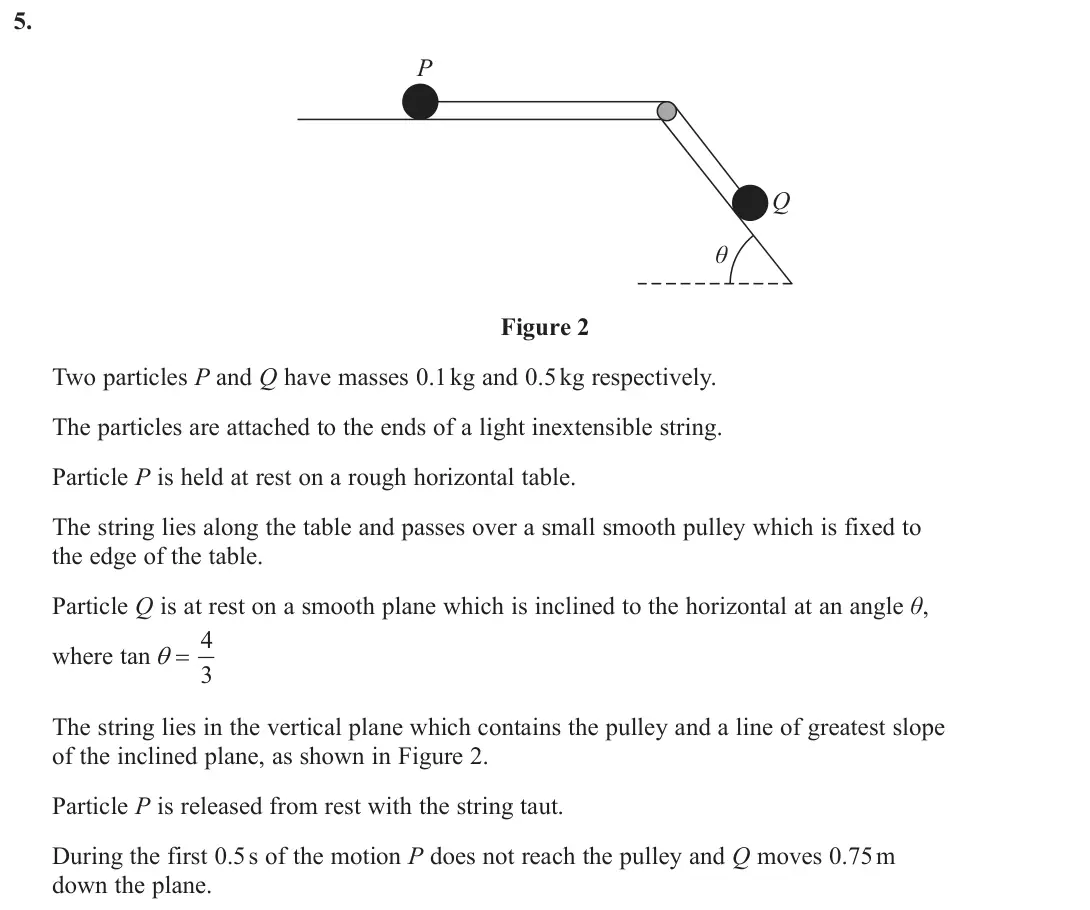 5.
P
Q
θ
Figure 2
Two particles P and Q have masses 0.1 kg and 0.5 kg respectively.
The particles are attached to the ends of a light inextensible string.
Particle P is held at rest on a rough horizontal table.
The string lies along the table and passes over a small smooth pulley which is fixed to
the edge of the table.
Particle Q is at rest on a smooth plane which is inclined to the horizontal at an angle θ,
where tan θ = 4/3
The string lies in the vertical plane which contains the pulley and a line of greatest slope
of the inclined plane, as shown in Figure 2.
Particle P is released from rest with the string taut.
During the first 0.5 s of the motion P does not reach the pulley and Q moves 0.75 m
down the plane.